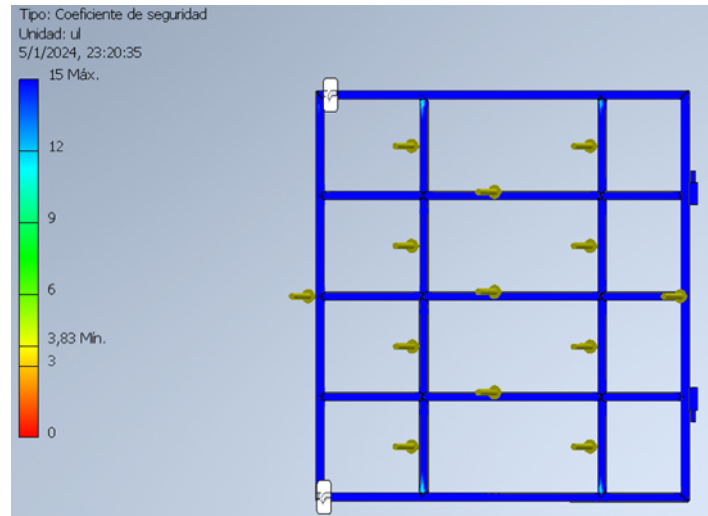 Tipo: Coeficiente de seguridad
Unidad: ul
5/1/2024, 23:20:35
15 Máx.
12
9
6
3,83 Mín.
3
0